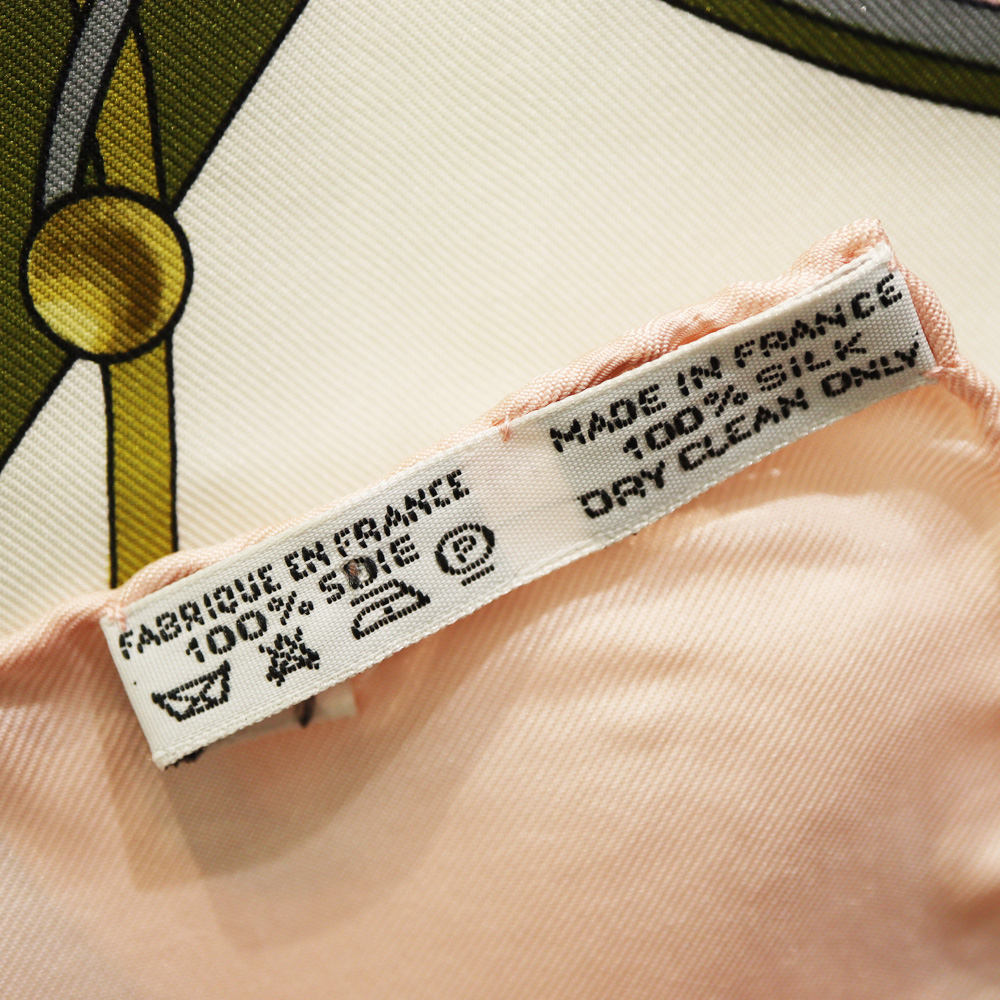 FABRIQUE EN FRANCE
100% SOIE
P
MADE IN FRANCE
100% SILK
DRY CLEAN ONLY